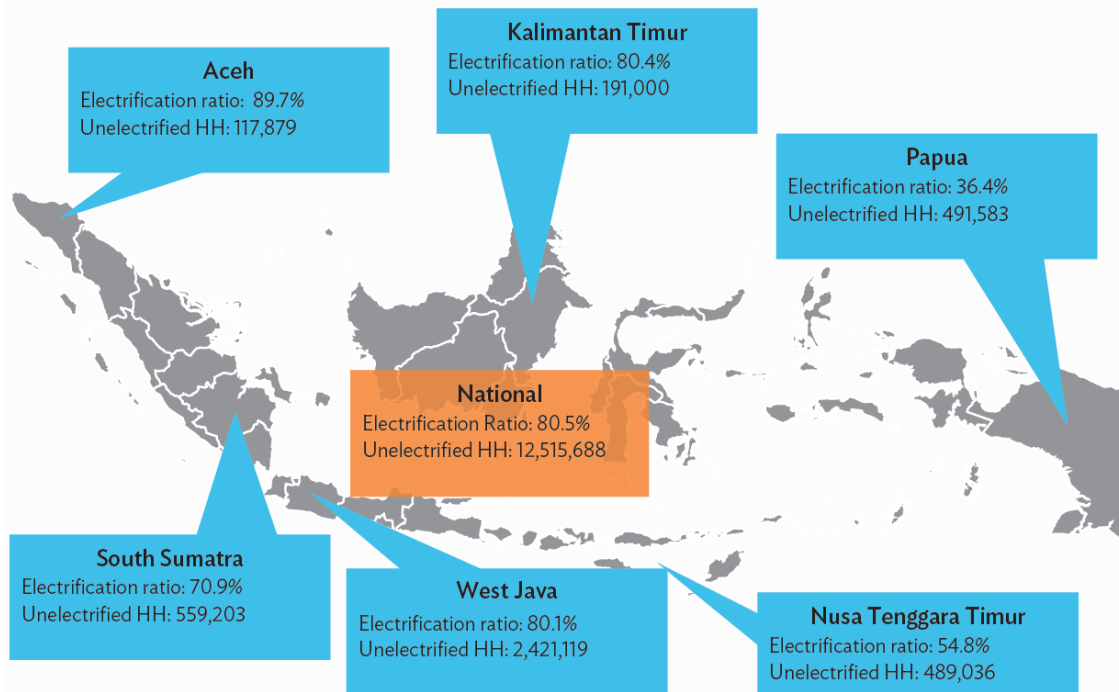 Kalimantan Timur
Electrification ratio: 80.4%
Unelectrified HH: 191,000
Aceh
Electrification ratio:  89.7%
Unelectrified HH: 117,879
Papua
Electrification ratio: 36.4%
Unelectrified HH: 491,583
National
Electrification Ratio: 80.5%
Unelectrified HH: 12,515,688
South Sumatra
Electrification ratio: 70.9%
Unelectrified HH: 559,203
West Java
Electrification ratio: 80.1%
Unelectrified HH: 2,421,119
Nusa Tenggara Timur
Electrification ratio: 54.8%
Unelectrified HH: 489,036